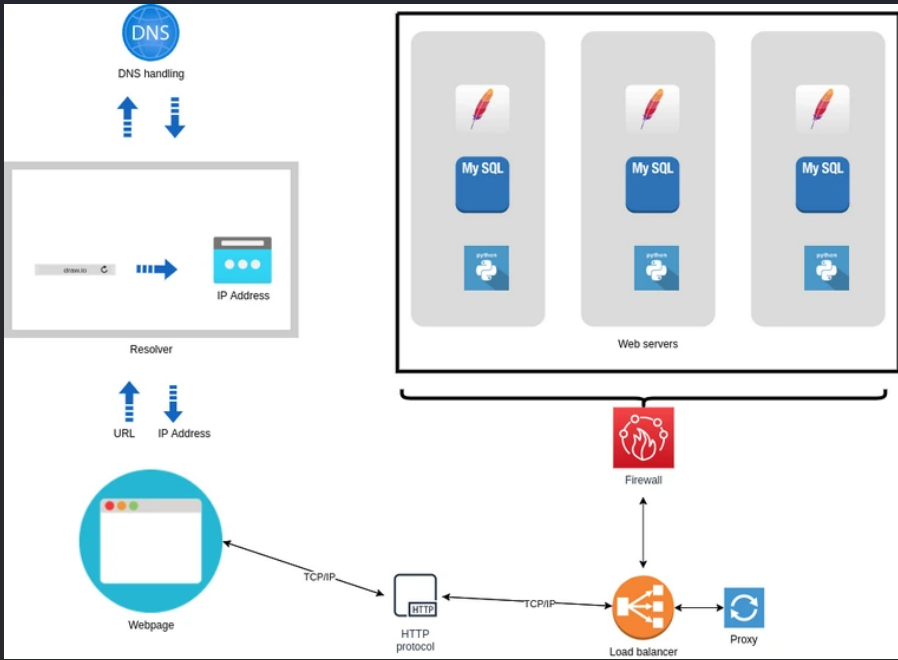 DNS
DNS handling
My SQL
My SQL
My SQL
draw.io
IP Address
python
python
python
Web servers
Resolver
URL
IP Address
Firewall
TCP/IP
HTTP
TCP/IP
HTTP
protocol
Webpage
Proxy
Load balancer